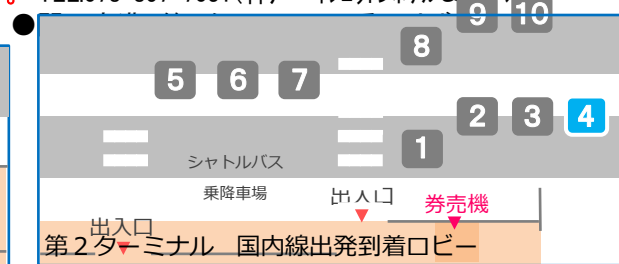 9 10
8
5 6 7
2 3 4
1
シャトルバス
乗降車場
出入口
券売機
出入口
第２ターミナル 国内線出発到着ロビー